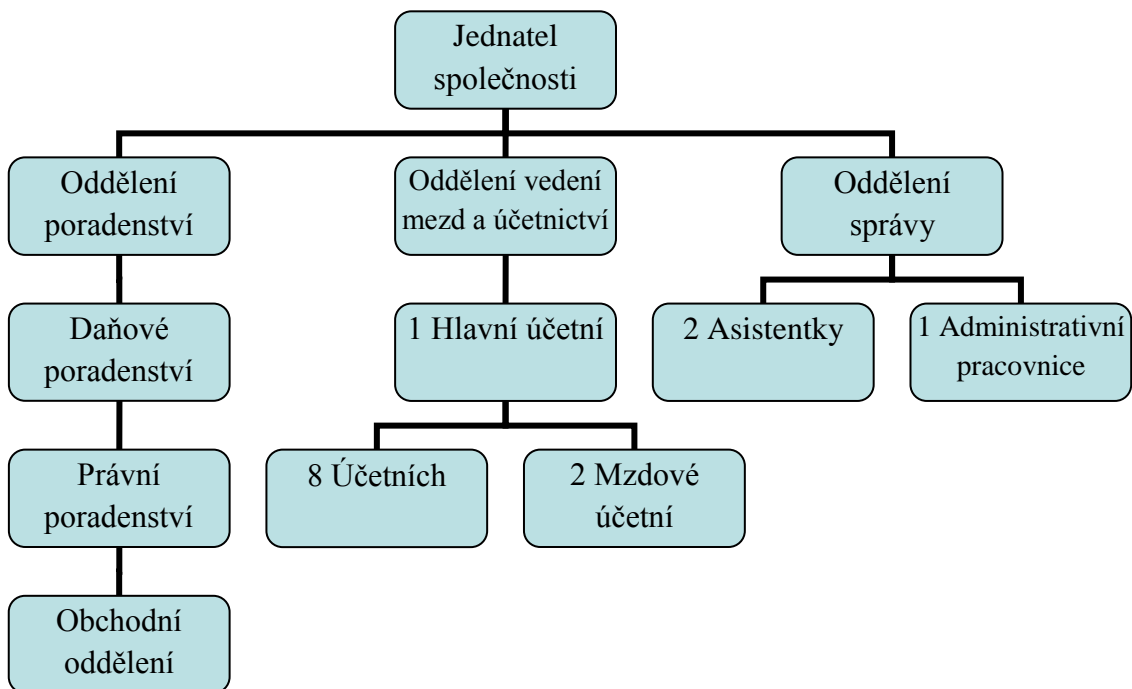 Jednatel
společnosti
Oddělení
poradenství
Oddělení vedení
mezd a účetnictví
Oddělení
správy
Daňové
poradenství
1 Hlavní účetní
2 Asistentky
1 Administrativní
pracovnice
Právní
poradenství
8 Účetních
2 Mzdové
účetní
Obchodní
oddělení